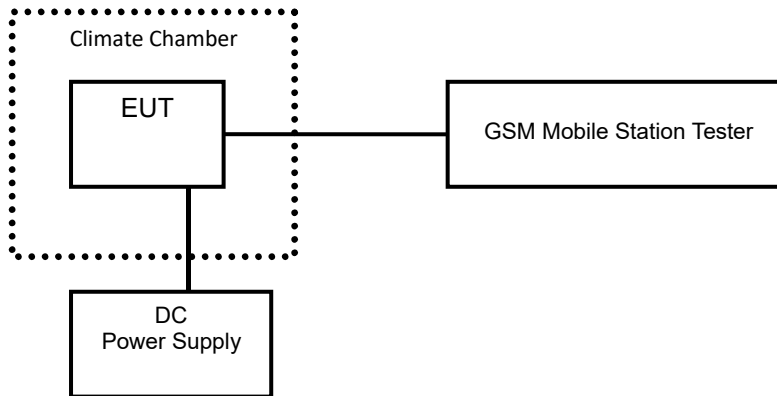 Climate Chamber
EUT
GSM Mobile Station Tester
DC
Power Supply